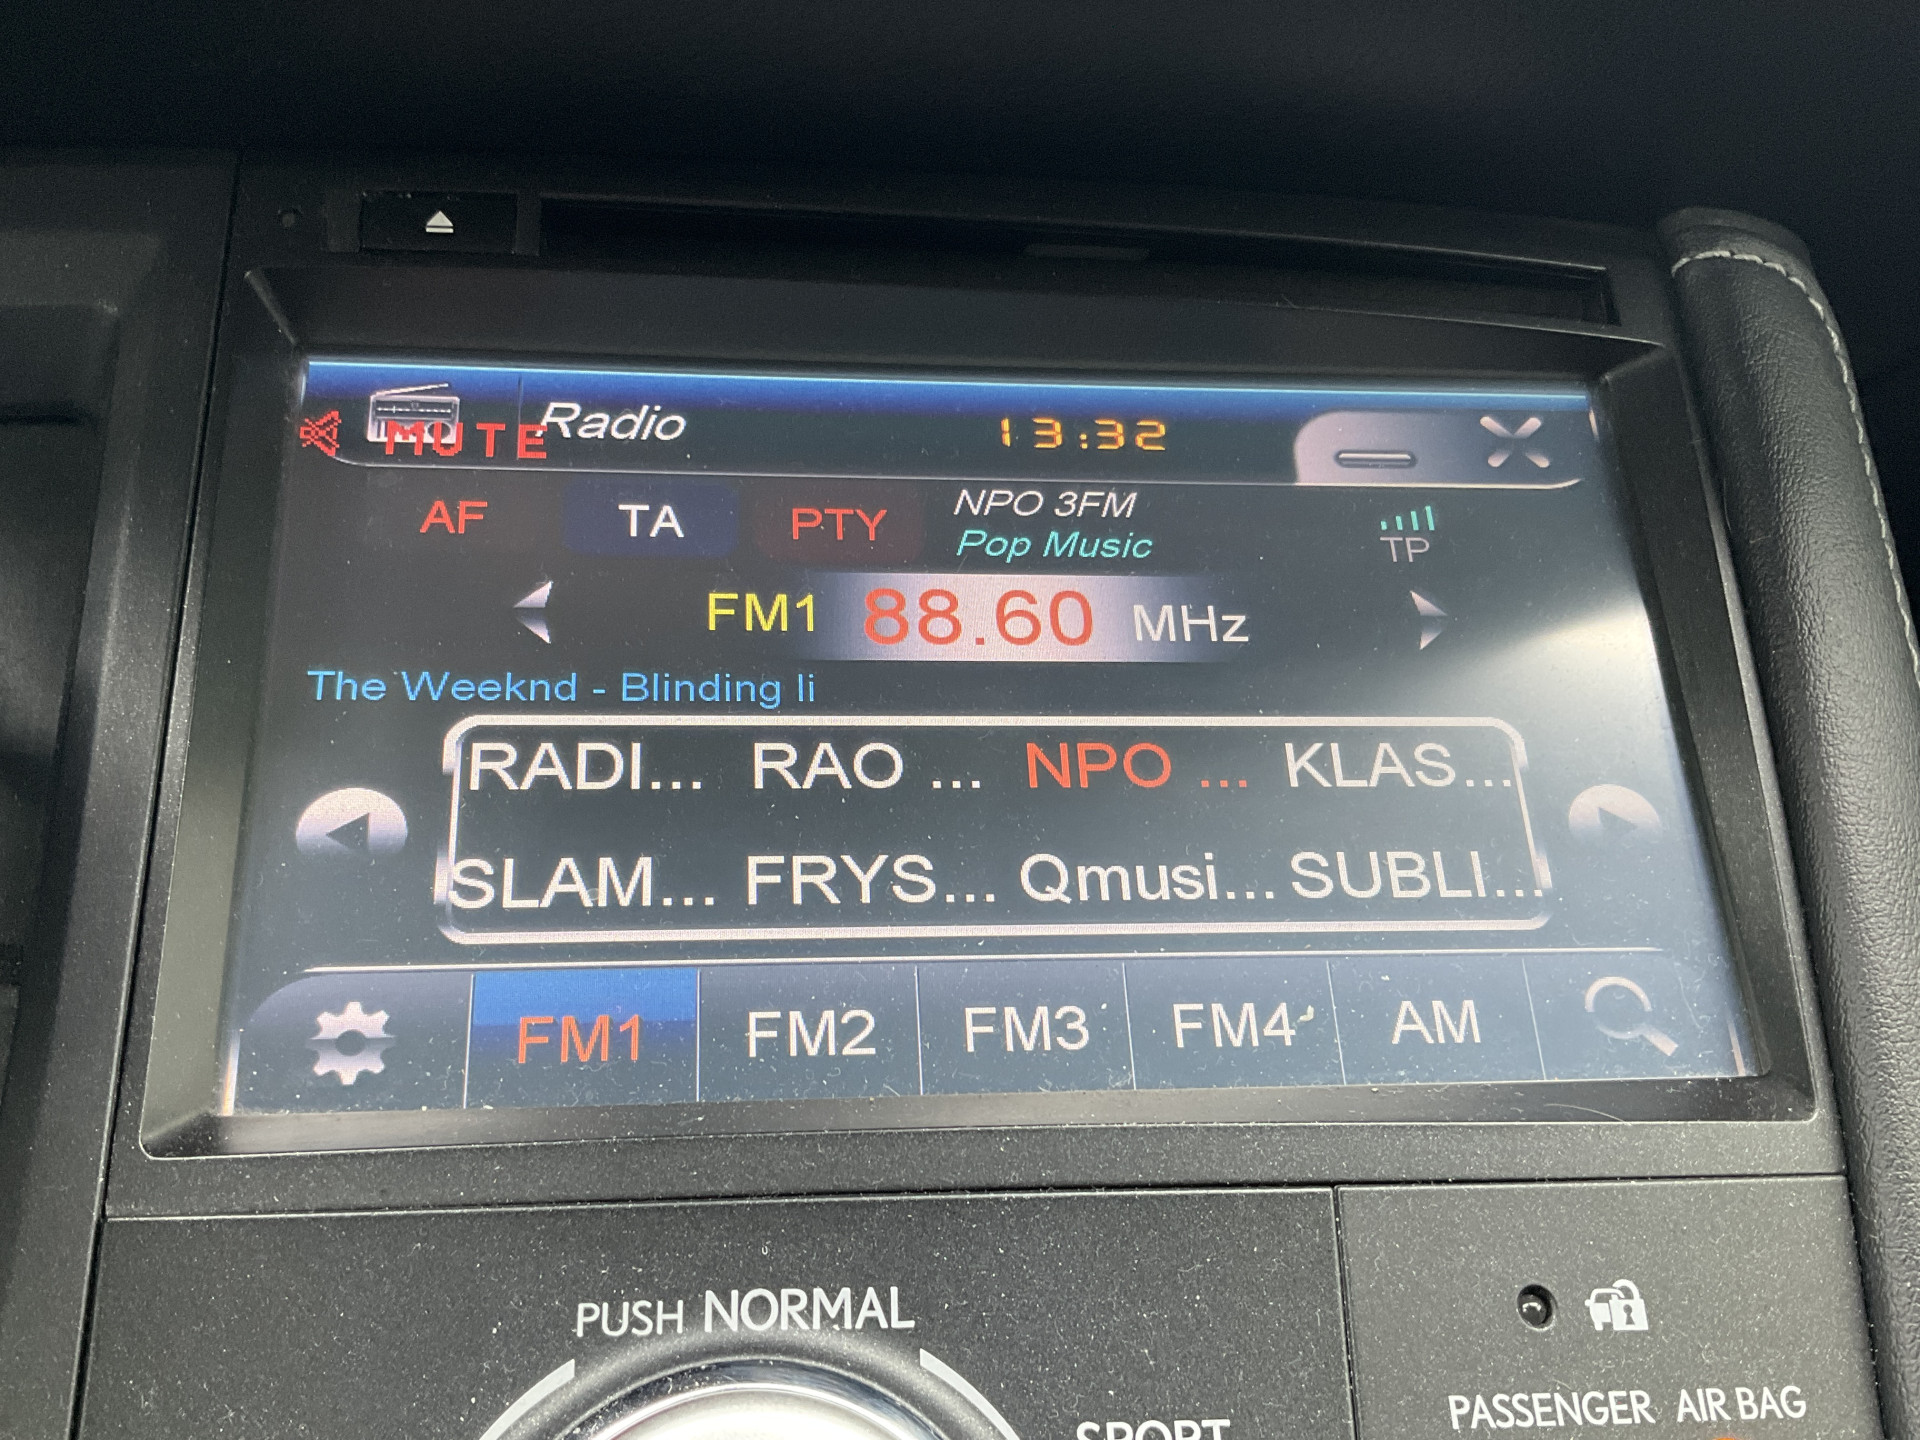 Radio 13:32
MUTE
AF TA PTY NPO 3FM
Pop Music TP
FM1 88.60 MHz
The Weeknd - Blinding li
RADI... RAO ... NPO ... KLAS...
SLAM... FRYS... Qmusi... SUBLI...
FM1 FM2 FM3 FM4 AM
PUSH NORMAL
SPORT
PASSENGER AIR BAG